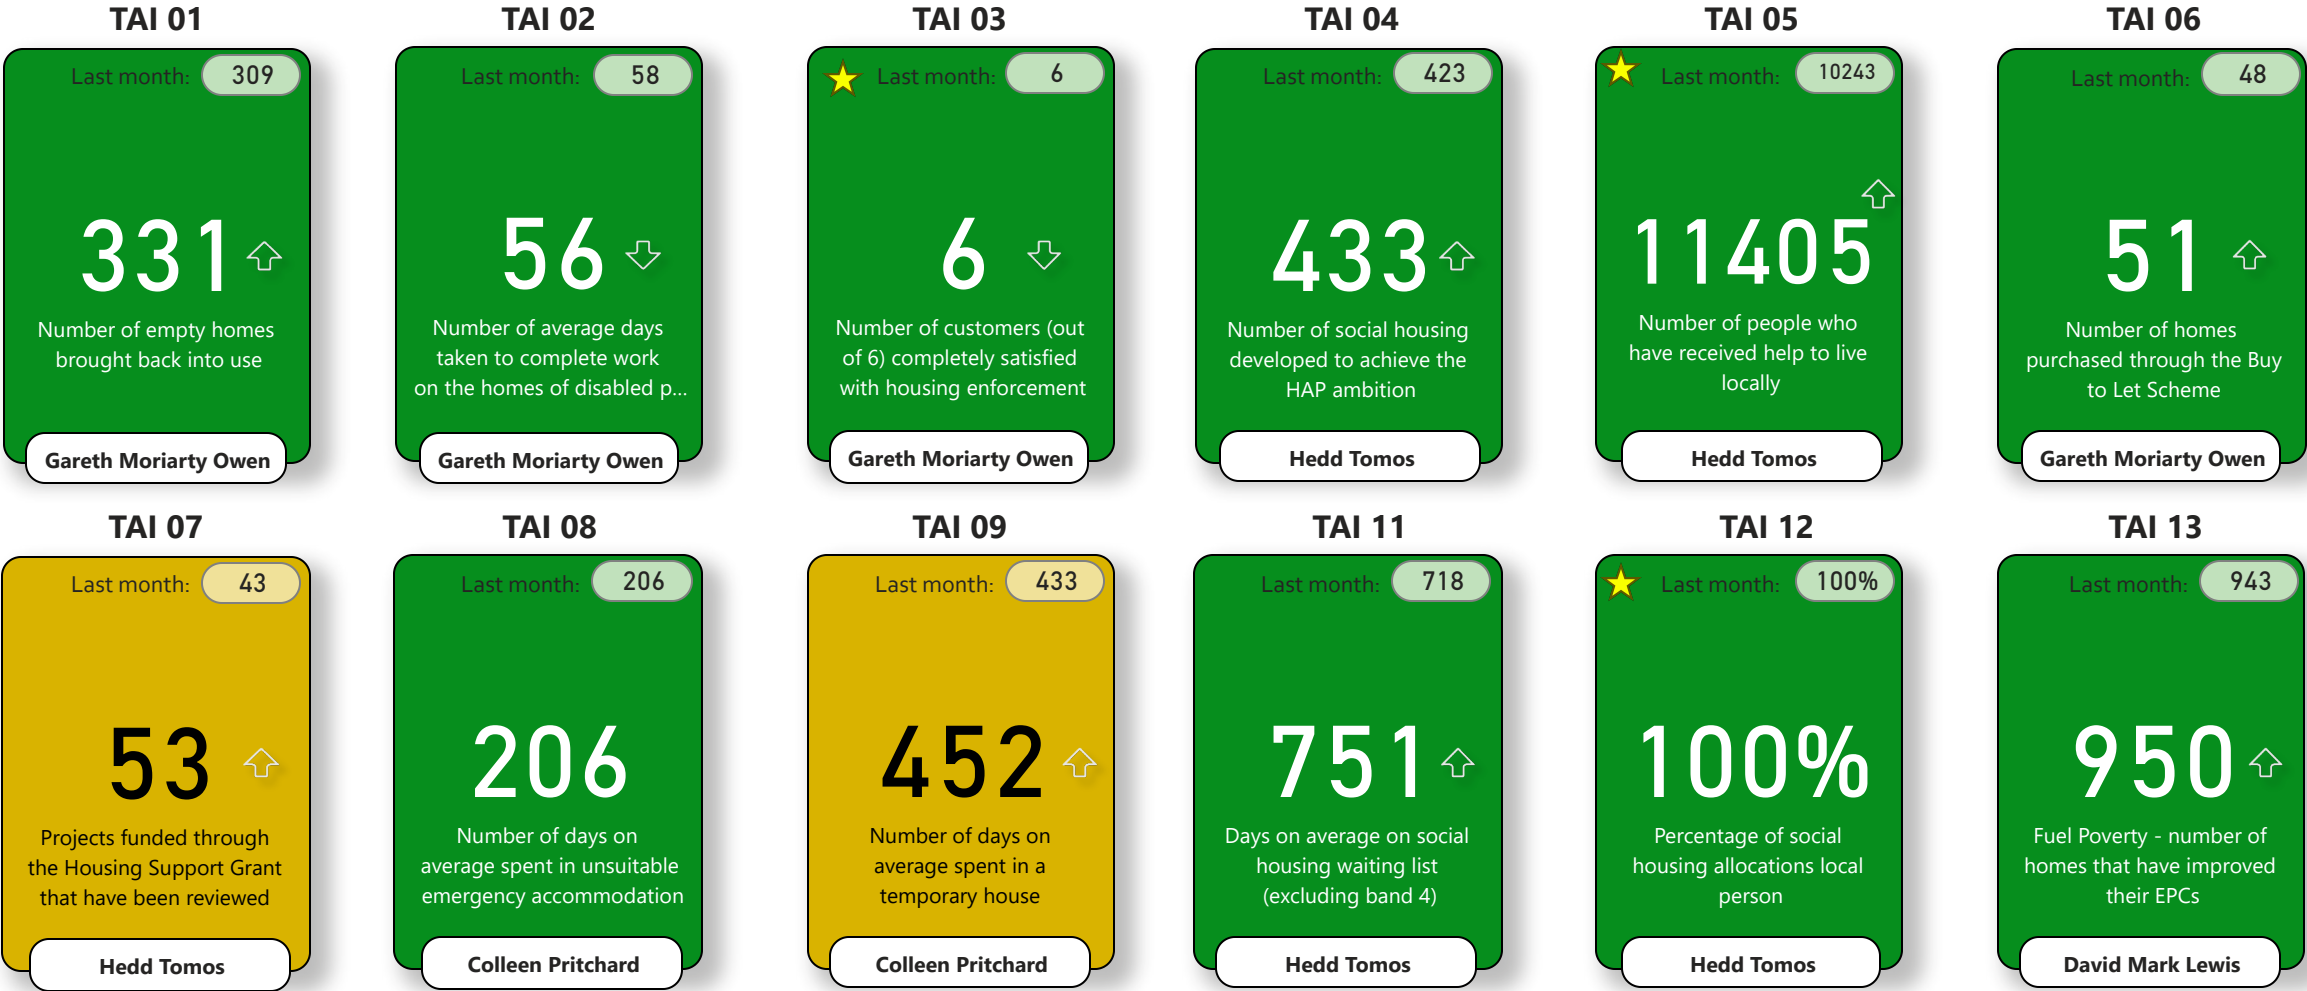 TAI 01
Last month: 309
331
Number of empty homes
brought back into use
Gareth Moriarty Owen
TAI 02
Last month: 58
56
Number of average days
taken to complete work
on the homes of disabled p...
Gareth Moriarty Owen
TAI 03
Last month: 6
6
Number of customers (out
of 6) completely satisfied
with housing enforcement
Gareth Moriarty Owen
TAI 04
Last month: 423
433
Number of social housing
developed to achieve the
HAP ambition
Hedd Tomos
TAI 05
Last month: 10243
11405
Number of people who
have received help to live
locally
Hedd Tomos
TAI 06
Last month: 48
51
Number of homes
purchased through the Buy
to Let Scheme
Gareth Moriarty Owen
TAI 07
Last month: 43
53
Projects funded through
the Housing Support Grant
that have been reviewed
Hedd Tomos
TAI 08
Last month: 206
206
Number of days on
average spent in unsuitable
emergency accommodation
Colleen Pritchard
TAI 09
Last month: 433
452
Number of days on
average spent in a
temporary house
Colleen Pritchard
TAI 11
Last month: 718
751
Days on average on social
housing waiting list
(excluding band 4)
Hedd Tomos
TAI 12
Last month: 100%
100%
Percentage of social
housing allocations local
person
Hedd Tomos
TAI 13
Last month: 943
950
Fuel Poverty - number of
homes that have improved
their EPCs
David Mark Lewis